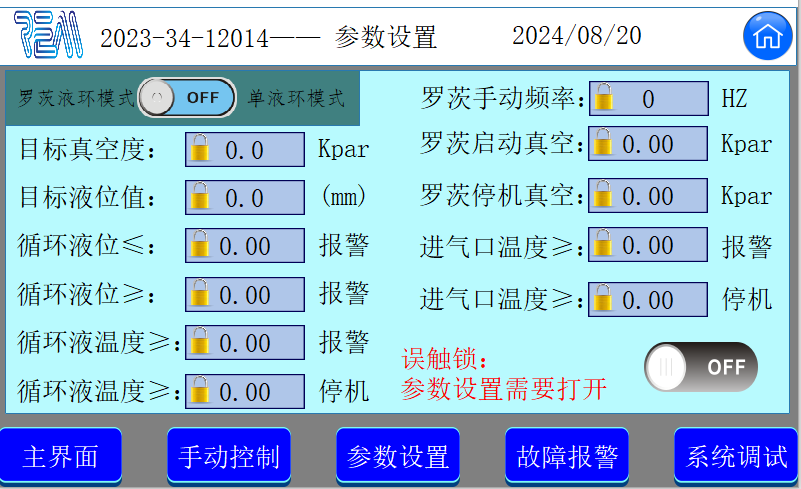 PEM
2023-34-12014—— 参数设置 2024/08/20
罗茨液环模式 OFF 单液环模式
目标真空度: 0.0 Kpar
目标液位值: 0.0 (mm)
循环液位≤: 0.00 报警
循环液位≥: 0.00 报警
循环液温度≥: 0.00 报警
循环液温度≥: 0.00 停机
罗茨手动频率: 0 HZ
罗茨启动真空: 0.00 Kpar
罗茨停机真空: 0.00 Kpar
进气口温度≥: 0.00 报警
进气口温度≥: 0.00 停机
误触锁:
参数设置需要打开
OFF
主界面 手动控制 参数设置 故障报警 系统调试